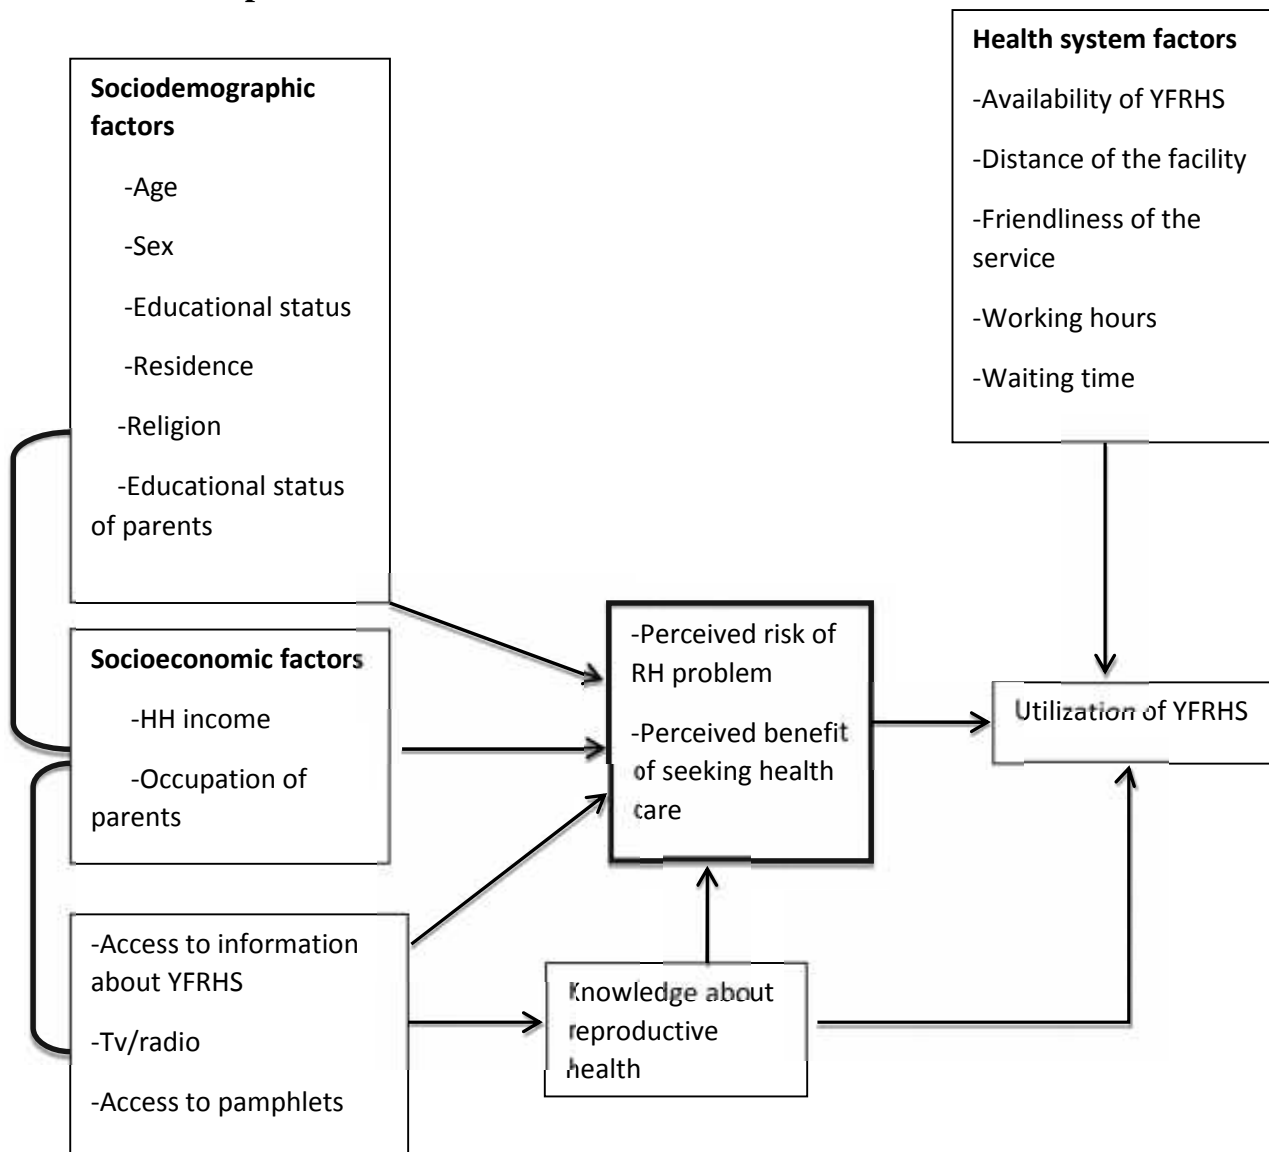 Sociodemographic
factors
-Age
-Sex
-Educational status
-Residence
-Religion
-Educational status
of parents
Socioeconomic factors
-HH income
-Occupation of
parents
-Access to information
about YFRHS
-Tv/radio
-Access to pamphlets
Knowledge about
reproductive
health
-Perceived risk of
RH problem
-Perceived benefit
of seeking health
care
Health system factors
-Availability of YFRHS
-Distance of the facility
-Friendliness of the
service
-Working hours
-Waiting time
Utilization of YFRHS